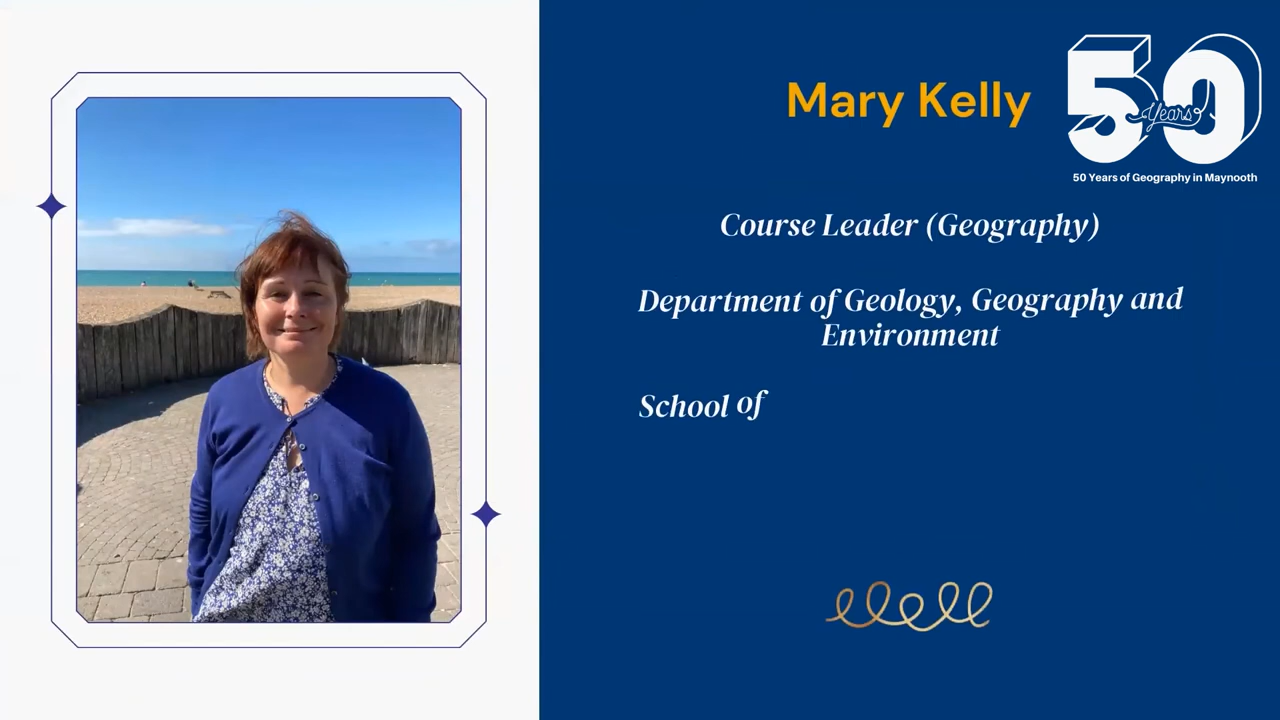 Mary Kelly
50
Years
50 Years of Geography in Maynooth
Course Leader (Geography)
Department of Geology, Geography and
Environment
School of